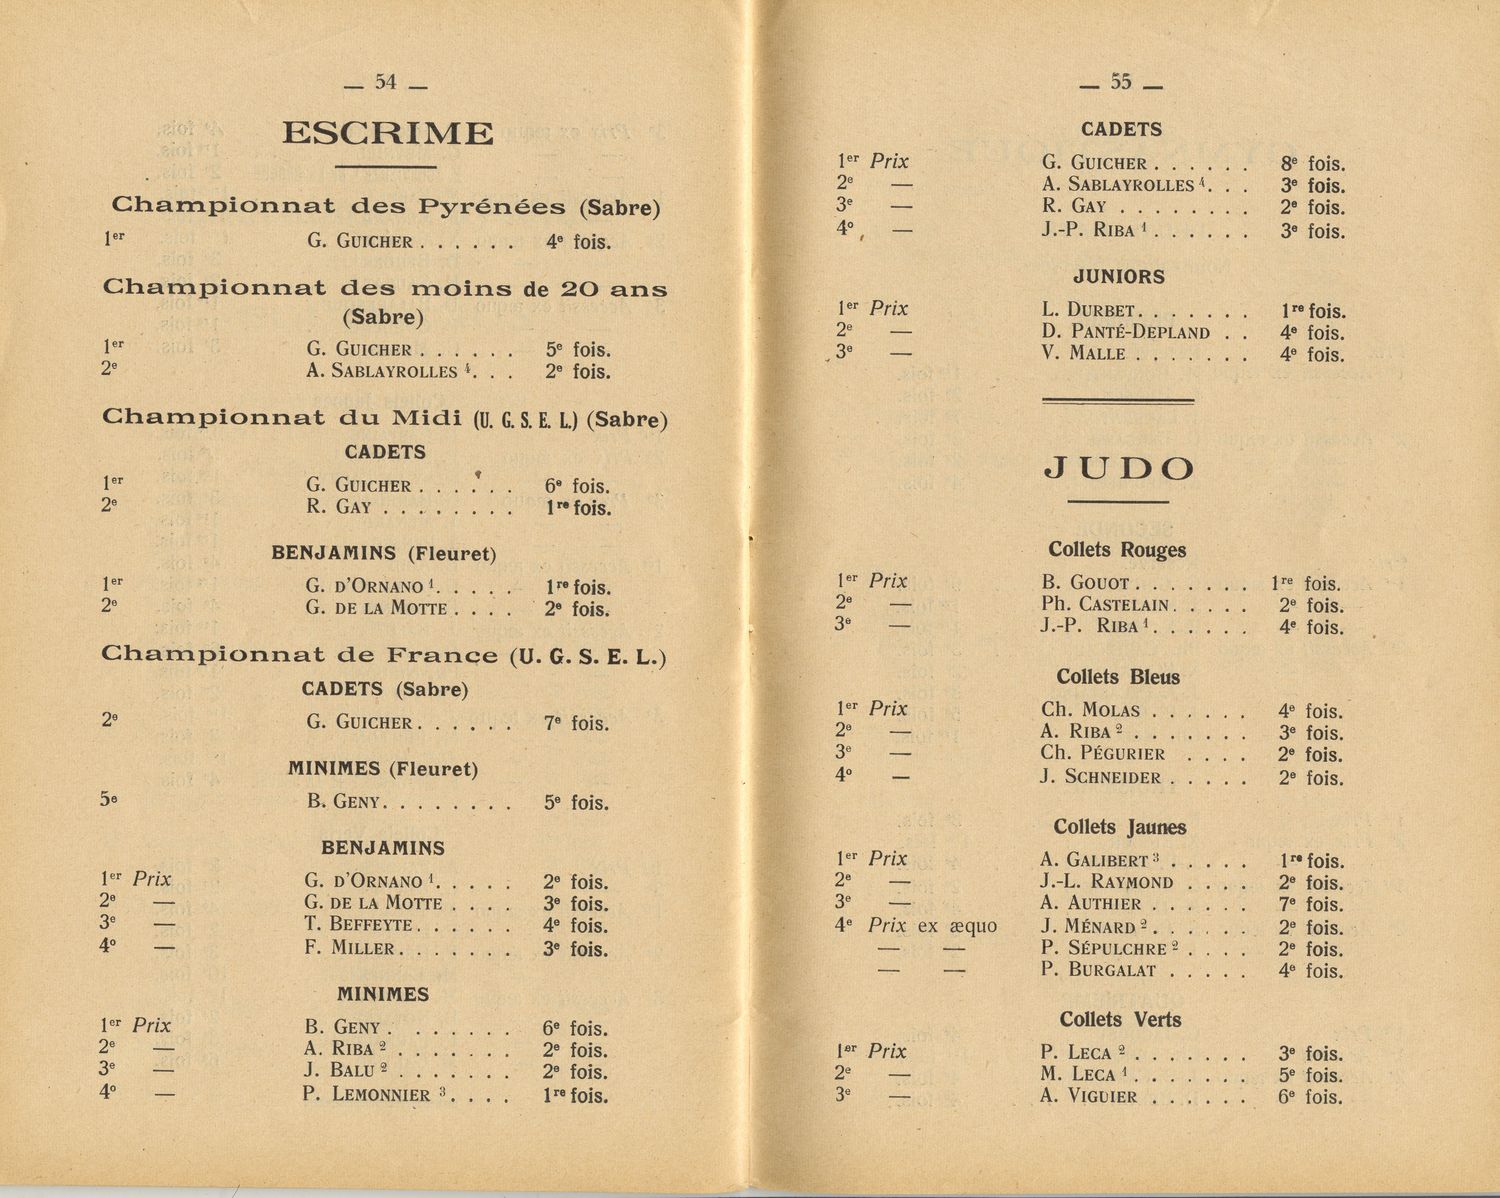 — 54 —
ESCRIME
Championnat des Pyrénées (Sabre)
1er G. GUICHER . . . . . . 4e fois.
Championnat des moins de 20 ans
(Sabre)
1er G. GUICHER . . . . . . 5e fois.
2e A. SABLAYROLLES 4. . . 2e fois.
Championnat du Midi (U. G. S. E. L.) (Sabre)
CADETS
1er G. GUICHER . . . . . . 6e fois.
2e R. GAY . . . . . . . . 1re fois.
BENJAMINS (Fleuret)
1er G. D'ORNANO 1. . . . . 1re fois.
2e G. DE LA MOTTE . . . . 2e fois.
Championnat de France (U. G. S. E. L.)
CADETS (Sabre)
2e G. GUICHER. . . . . . 7e fois.
MINIMES (Fleuret)
5e B. GENY. . . . . . . . 5e fois.
BENJAMINS
1er Prix G. D'ORNANO 1. . . . . 2e fois.
2e — G. DE LA MOTTE . . . . 3e fois.
3e — T. BEFFEYTE. . . . . . 4e fois.
4o — F. MILLER. . . . . . . 3e fois.
MINIMES
1er Prix B. GENY . . . . . . . 6e fois.
2e — A. RIBA 2 . . . . . . . 2e fois.
3e — J. BALU 2 . . . . . . . 2e fois.
4o — P. LEMONNIER 3. . . . 1re fois.
— 55 —
CADETS
1er Prix G. GUICHER . . . . . . 8e fois.
2e — A. SABLAYROLLES 4. . . 3e fois.
3e — R. GAY . . . . . . . . 2e fois.
4o — J.-P. RIBA 1 . . . . . . 3e fois.
JUNIORS
1er Prix L. DURBET. . . . . . . 1re fois.
2e — D. PANTÉ-DEPLAND . . 4e fois.
3e — V. MALLE . . . . . . . 4e fois.
JUDO
Collets Rouges
1er Prix B. GOUOT. . . . . . . 1re fois.
2e — Ph. CASTELAIN. . . . . 2e fois.
3e — J.-P. RIBA 1. . . . . . 4e fois.
Collets Bleus
1er Prix Ch. MOLAS . . . . . . 4e fois.
2e — A. RIBA 2 . . . . . . . 3e fois.
3e — Ch. PÉGURIER . . . . 2e fois.
4o — J. SCHNEIDER . . . . . 2e fois.
Collets Jaunes
1er Prix A. GALIBERT 3 . . . . . 1re fois.
2e — J.-L. RAYMOND . . . . 2e fois.
3e — A. AUTHIER . . . . . . 7e fois.
4e Prix ex æquo J. MÉNARD 2. . . . . . 2e fois.
— — P. SÉPULCHRE 2 . . . . 2e fois.
— — P. BURGALAT . . . . . 4e fois.
Collets Verts
1er Prix P. LECA 2 . . . . . . . 3e fois.
2e — M. LECA 1 . . . . . . . 5e fois.
3e — A. VIGUIER . . . . . . 6e fois.